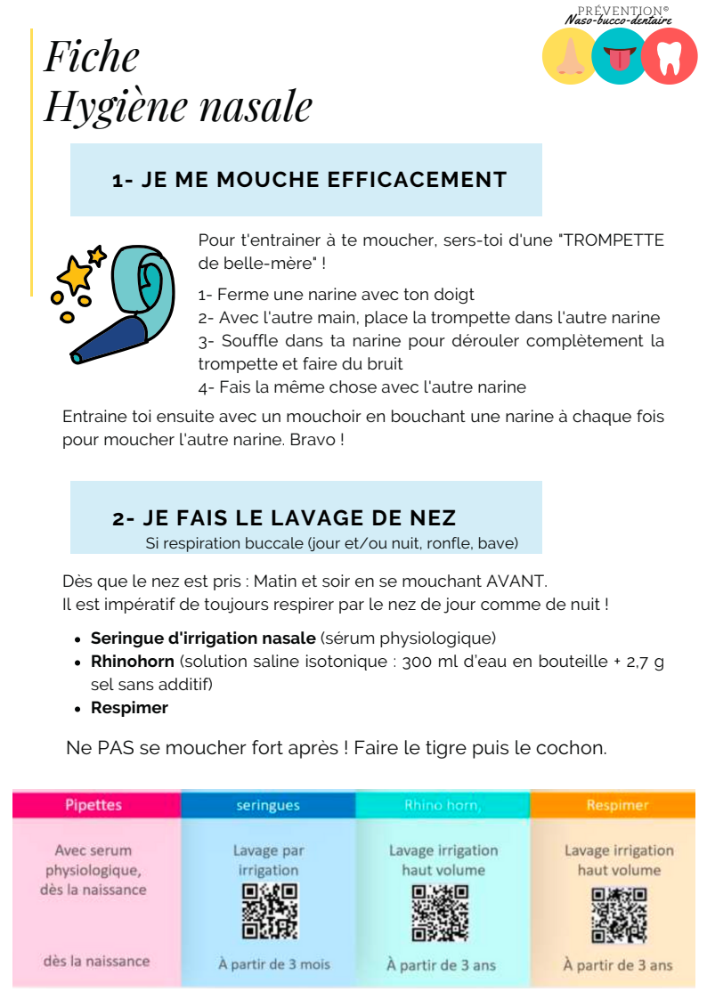 PRÉVENTION®
Naso-bucco-dentaire
Fiche
Hygiène nasale
1- JE ME MOUCHE EFFICACEMENT
Pour t'entrainer à te moucher, sers-toi d'une "TROMPETTE
de belle-mère" !
1- Ferme une narine avec ton doigt
2- Avec l'autre main, place la trompette dans l'autre narine
3- Souffle dans ta narine pour dérouler complètement la
trompette et faire du bruit
4- Fais la même chose avec l'autre narine
Entraine toi ensuite avec un mouchoir en bouchant une narine à chaque fois
pour moucher l'autre narine. Bravo !
2- JE FAIS LE LAVAGE DE NEZ
Si respiration buccale (jour et/ou nuit, ronfle, bave)
Dès que le nez est pris : Matin et soir en se mouchant AVANT.
Il est impératif de toujours respirer par le nez de jour comme de nuit !
• Seringue d'irrigation nasale (sérum physiologique)
• Rhinohorn (solution saline isotonique : 300 ml d'eau en bouteille + 2,7 g
sel sans additif)
• Respimer
Ne PAS se moucher fort après ! Faire le tigre puis le cochon.
Pipettes
Avec serum
physiologique,
dès la naissance
dès la naissance
seringues
Lavage par
irrigation
À partir de 3 mois
Rhino horn,
Lavage irrigation
haut volume
À partir de 3 ans
Respimer
Lavage irrigation
haut volume
À partir de 3 ans